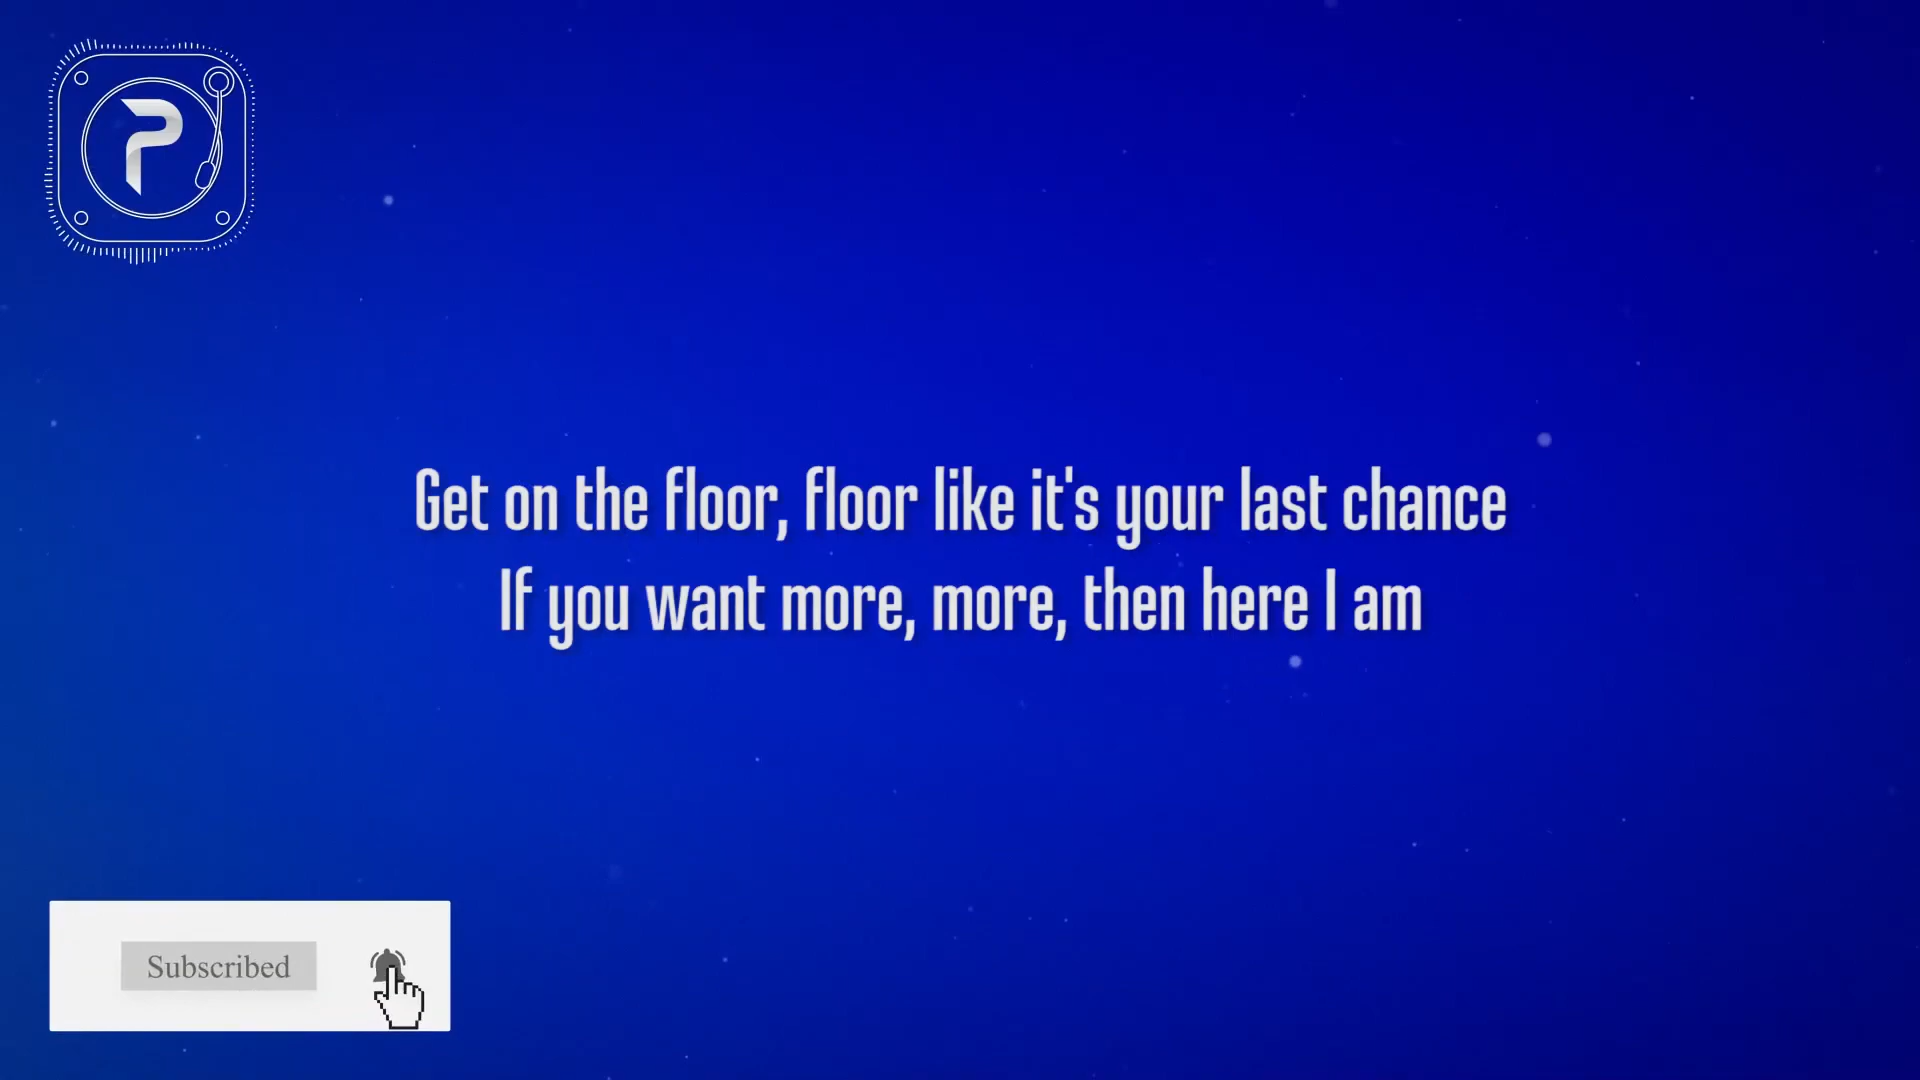 P
Get on the floor, floor like it's your last chance
If you want more, more, then here I am
Subscribed